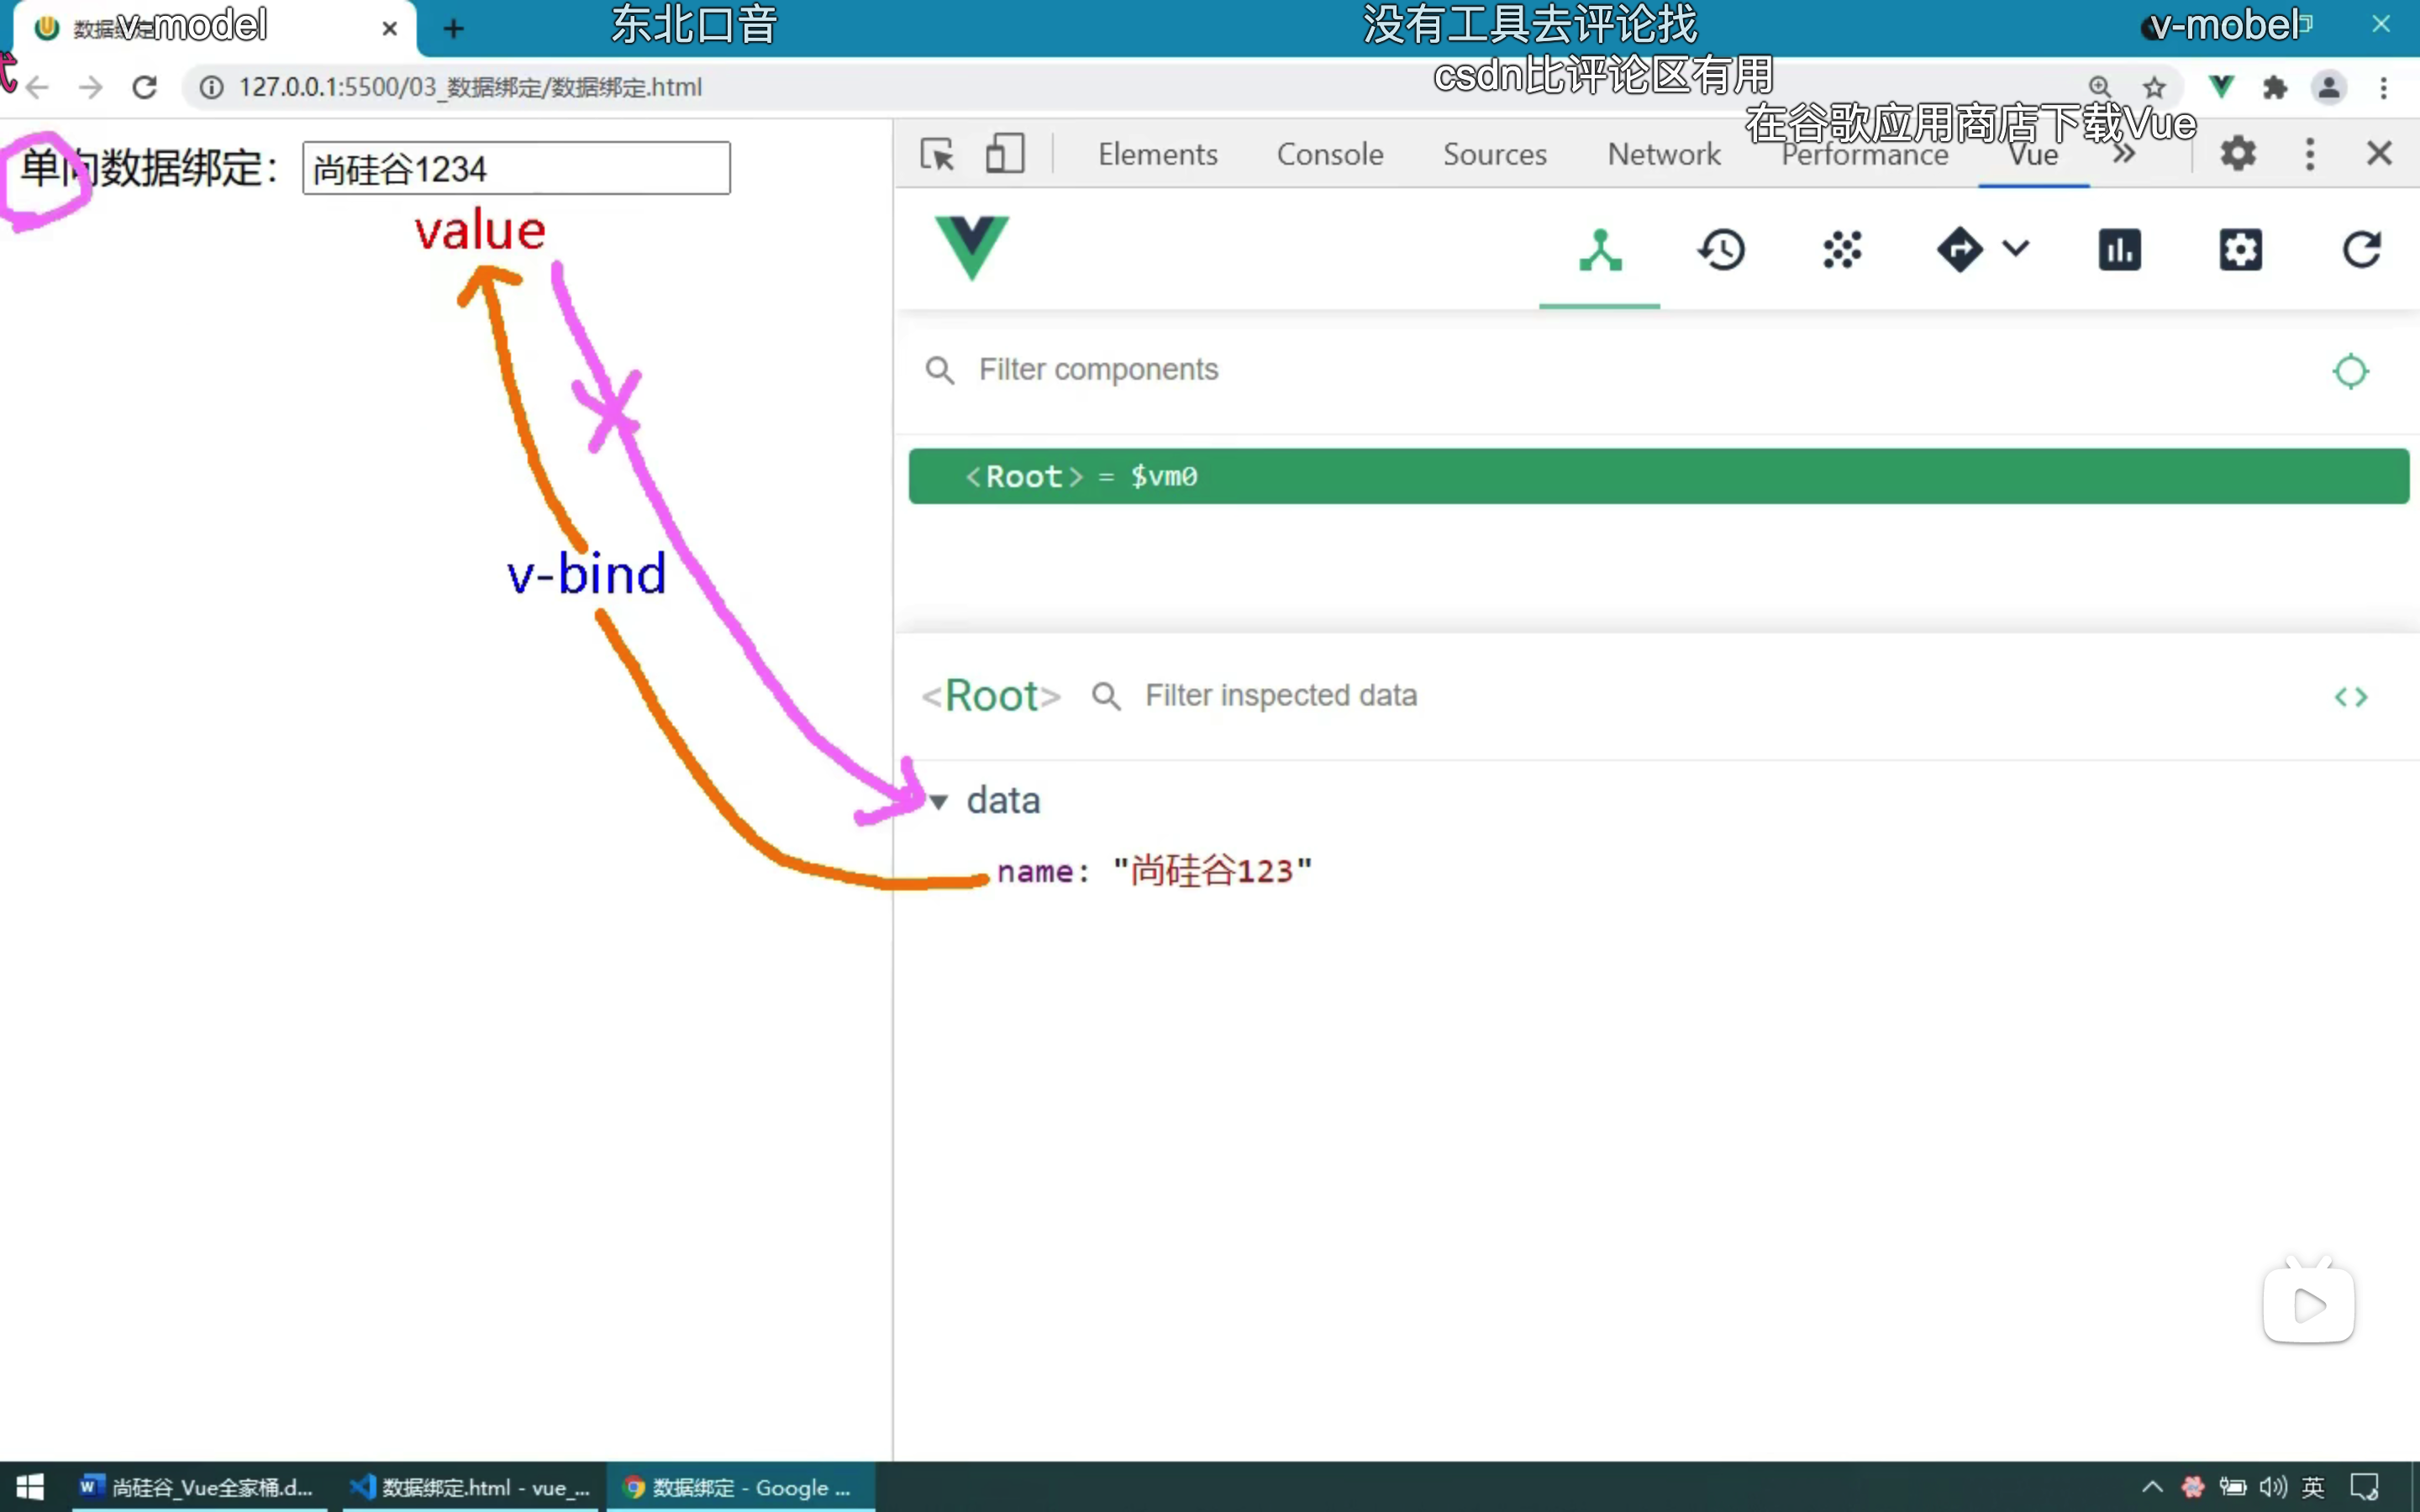 v-model
东北口音
没有工具去评论找
v-mobel
127.0.0.1:5500/03_数据绑定/数据绑定.html
csdn比评论区有用
在谷歌应用商店下载Vue
单向数据绑定：
尚硅谷1234
Elements Console Sources Network Performance Vue
value
Filter components
<Root> = $vm0
v-bind
<Root> Filter inspected data
data
name: "尚硅谷123"
尚硅谷_Vue全家桶.d...
数据绑定.html - vue_...
数据绑定 - Google ...
英